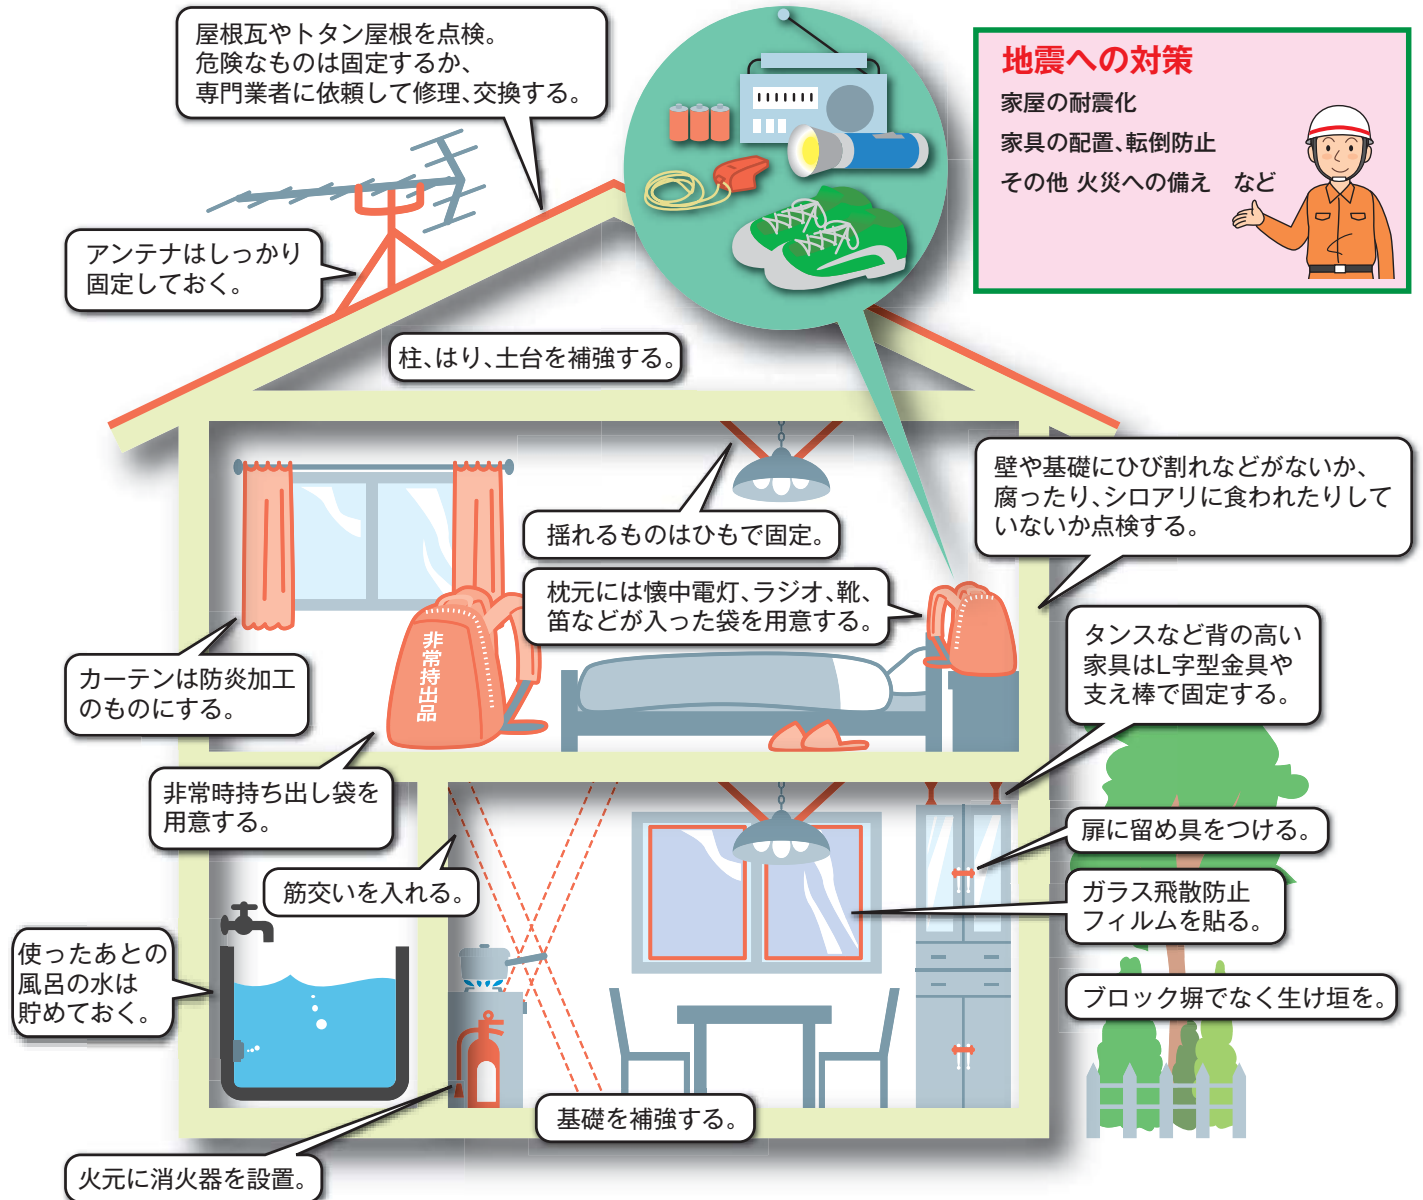 屋根瓦やトタン屋根を点検。
危険なものは固定するか、
専門業者に依頼して修理、交換する。
地震への対策
家屋の耐震化
家具の配置、転倒防止
その他 火災への備え　など
アンテナはしっかり
固定しておく。
柱、はり、土台を補強する。
壁や基礎にひび割れなどがないか、
腐ったり、シロアリに食われたりして
いないか点検する。
揺れるものはひもで固定。
枕元には懐中電灯、ラジオ、靴、
笛などが入った袋を用意する。
タンスなど背の高い
家具はL字型金具や
支え棒で固定する。
非常持出品
カーテンは防炎加工
のものにする。
非常時持ち出し袋を
用意する。
扉に留め具をつける。
筋交いを入れる。
ガラス飛散防止
フィルムを貼る。
使ったあとの
風呂の水は
貯めておく。
ブロック塀でなく生け垣を。
基礎を補強する。
火元に消火器を設置。